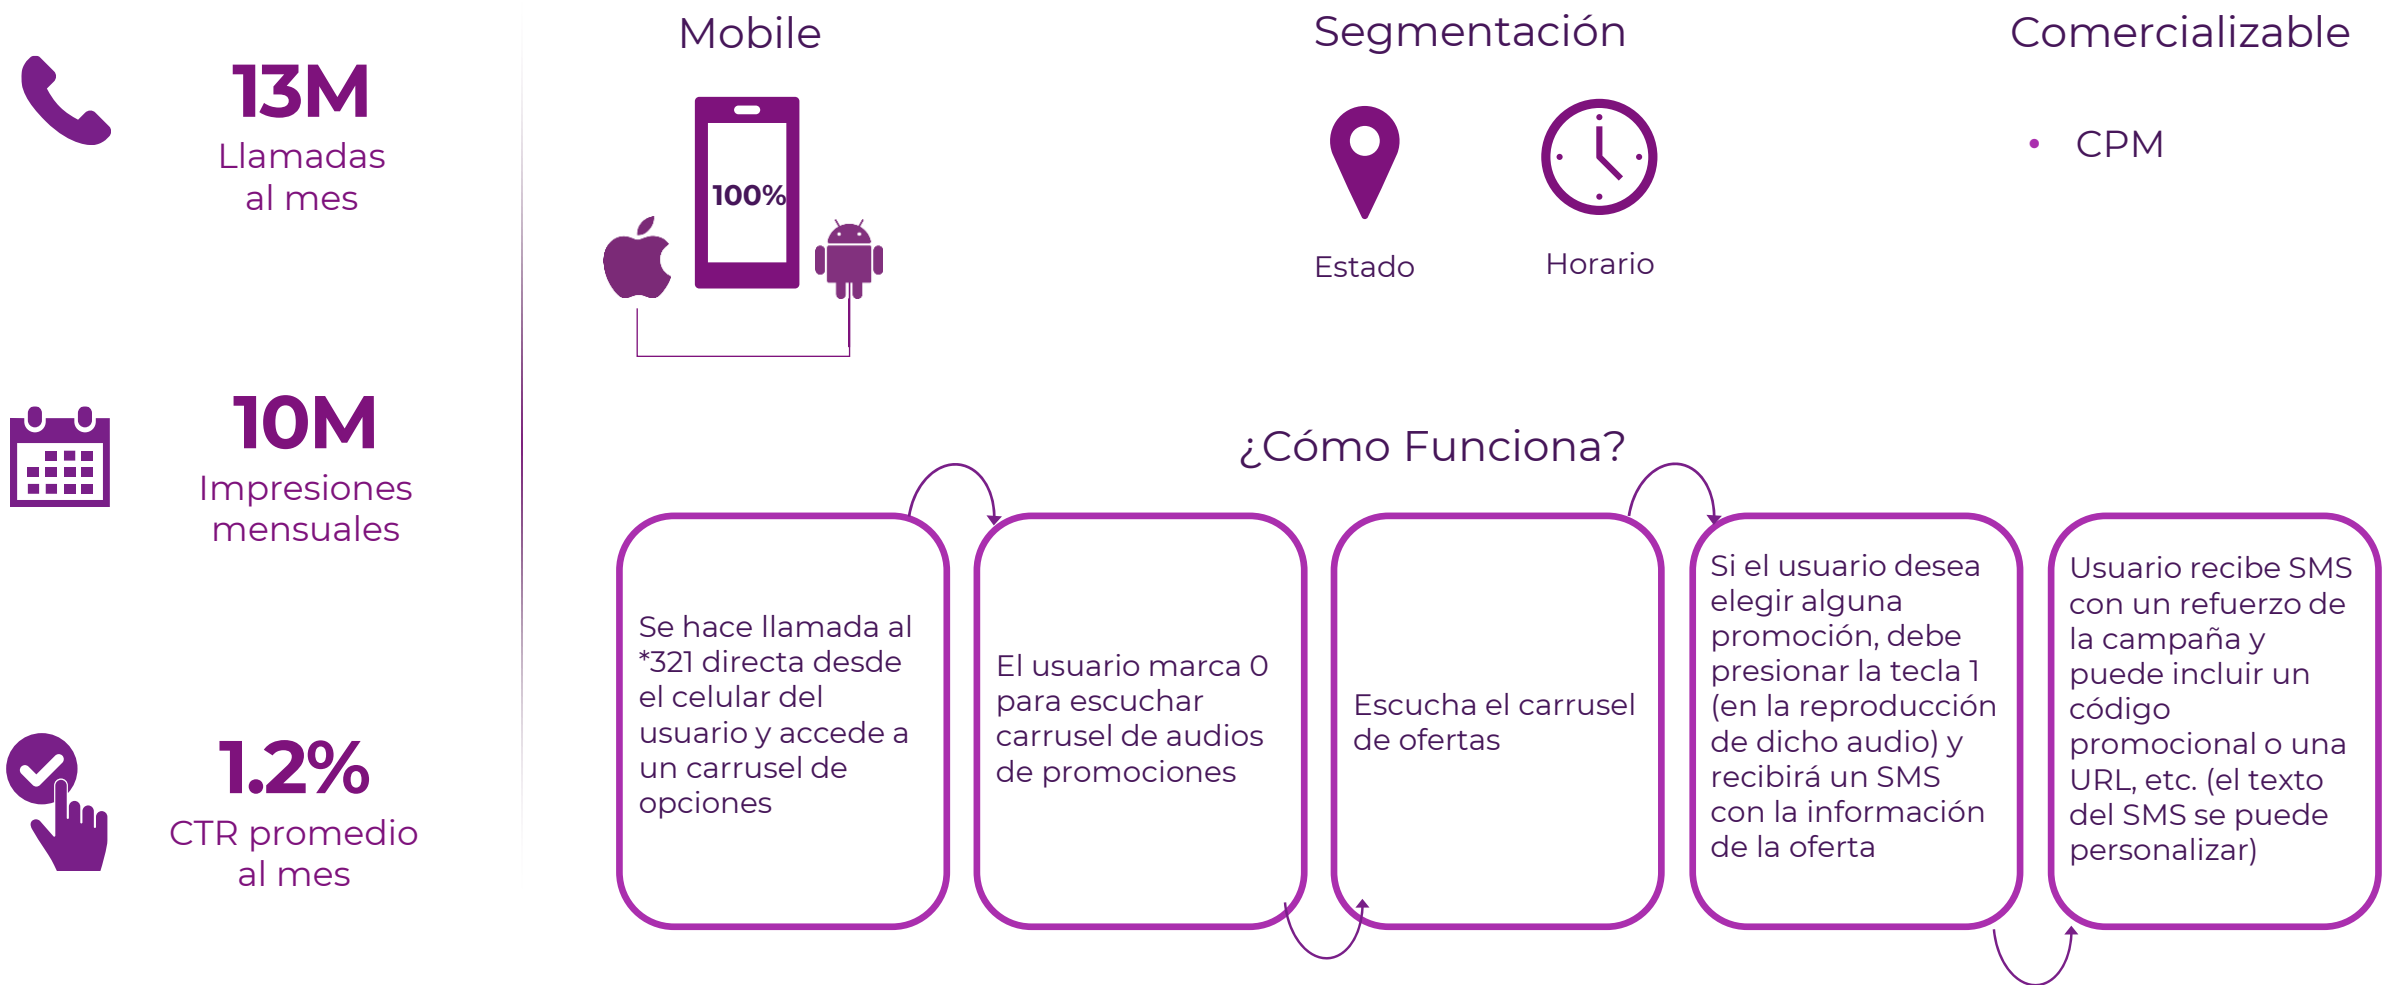 13M
Llamadas
al mes
10M
Impresiones
mensuales
1.2%
CTR promedio
al mes
Mobile
100%
Segmentación
Estado
Horario
Comercializable
• CPM
¿Cómo Funciona?
Se hace llamada al
*321 directa desde
el celular del
usuario y accede a
un carrusel de
opciones
El usuario marca 0
para escuchar
carrusel de audios
de promociones
Escucha el carrusel
de ofertas
Si el usuario desea
elegir alguna
promoción, debe
presionar la tecla 1
(en la reproducción
de dicho audio) y
recibirá un SMS
con la información
de la oferta
Usuario recibe SMS
con un refuerzo de
la campaña y
puede incluir un
código
promocional o una
URL, etc. (el texto
del SMS se puede
personalizar)